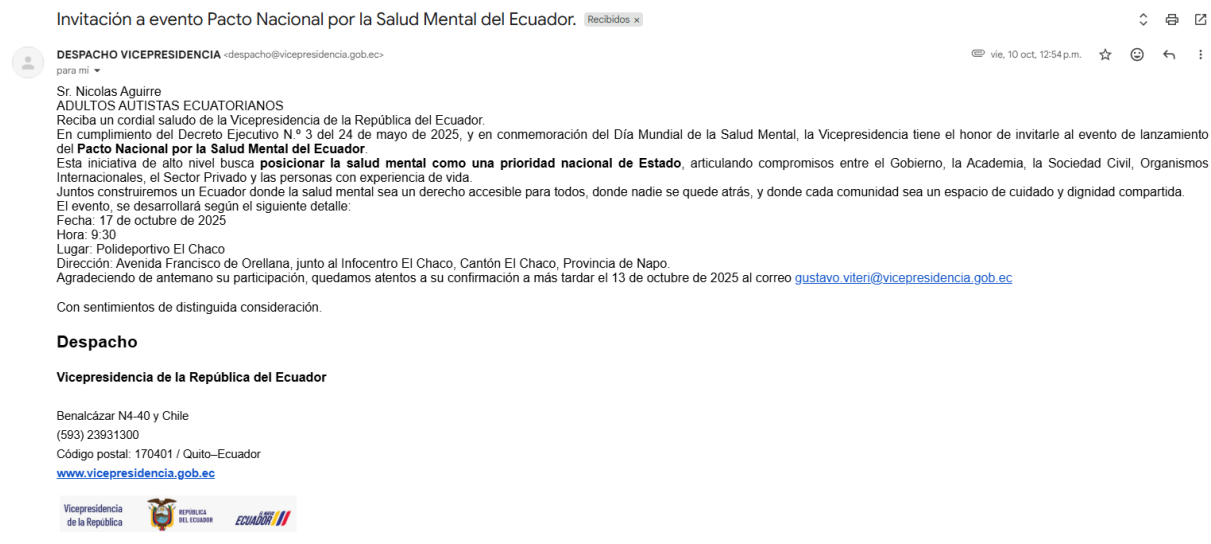 Invitación a evento Pacto Nacional por la Salud Mental del Ecuador. Recibidos x
DESPACHO VICEPRESIDENCIA <despacho@vicepresidencia.gob.ec>
vie, 10 oct, 12:54 p.m.
para mí
Sr. Nicolas Aguirre
ADULTOS AUTISTAS ECUATORIANOS
Reciba un cordial saludo de la Vicepresidencia de la República del Ecuador.
En cumplimiento del Decreto Ejecutivo N.º 3 del 24 de mayo de 2025, y en conmemoración del Día Mundial de la Salud Mental, la Vicepresidencia tiene el honor de invitarle al evento de lanzamiento
del Pacto Nacional por la Salud Mental del Ecuador.
Esta iniciativa de alto nivel busca posicionar la salud mental como una prioridad nacional de Estado, articulando compromisos entre el Gobierno, la Academia, la Sociedad Civil, Organismos
Internacionales, el Sector Privado y las personas con experiencia de vida.
Juntos construiremos un Ecuador donde la salud mental sea un derecho accesible para todos, donde nadie se quede atrás, y donde cada comunidad sea un espacio de cuidado y dignidad compartida.
El evento, se desarrollará según el siguiente detalle:
Fecha: 17 de octubre de 2025
Hora: 9:30
Lugar: Polideportivo El Chaco
Dirección: Avenida Francisco de Orellana, junto al Infocentro El Chaco, Cantón El Chaco, Provincia de Napo.
Agradeciendo de antemano su participación, quedamos atentos a su confirmación a más tardar el 13 de octubre de 2025 al correo gustavo.viteri@vicepresidencia.gob.ec
Con sentimientos de distinguida consideración.
Despacho
Vicepresidencia de la República del Ecuador
Benalcázar N4-40 y Chile
(593) 23931300
Código postal: 170401 / Quito–Ecuador
www.vicepresidencia.gob.ec
Vicepresidencia
de la República
REPÚBLICA
DEL ECUADOR
EL NUEVO
ECUADOR